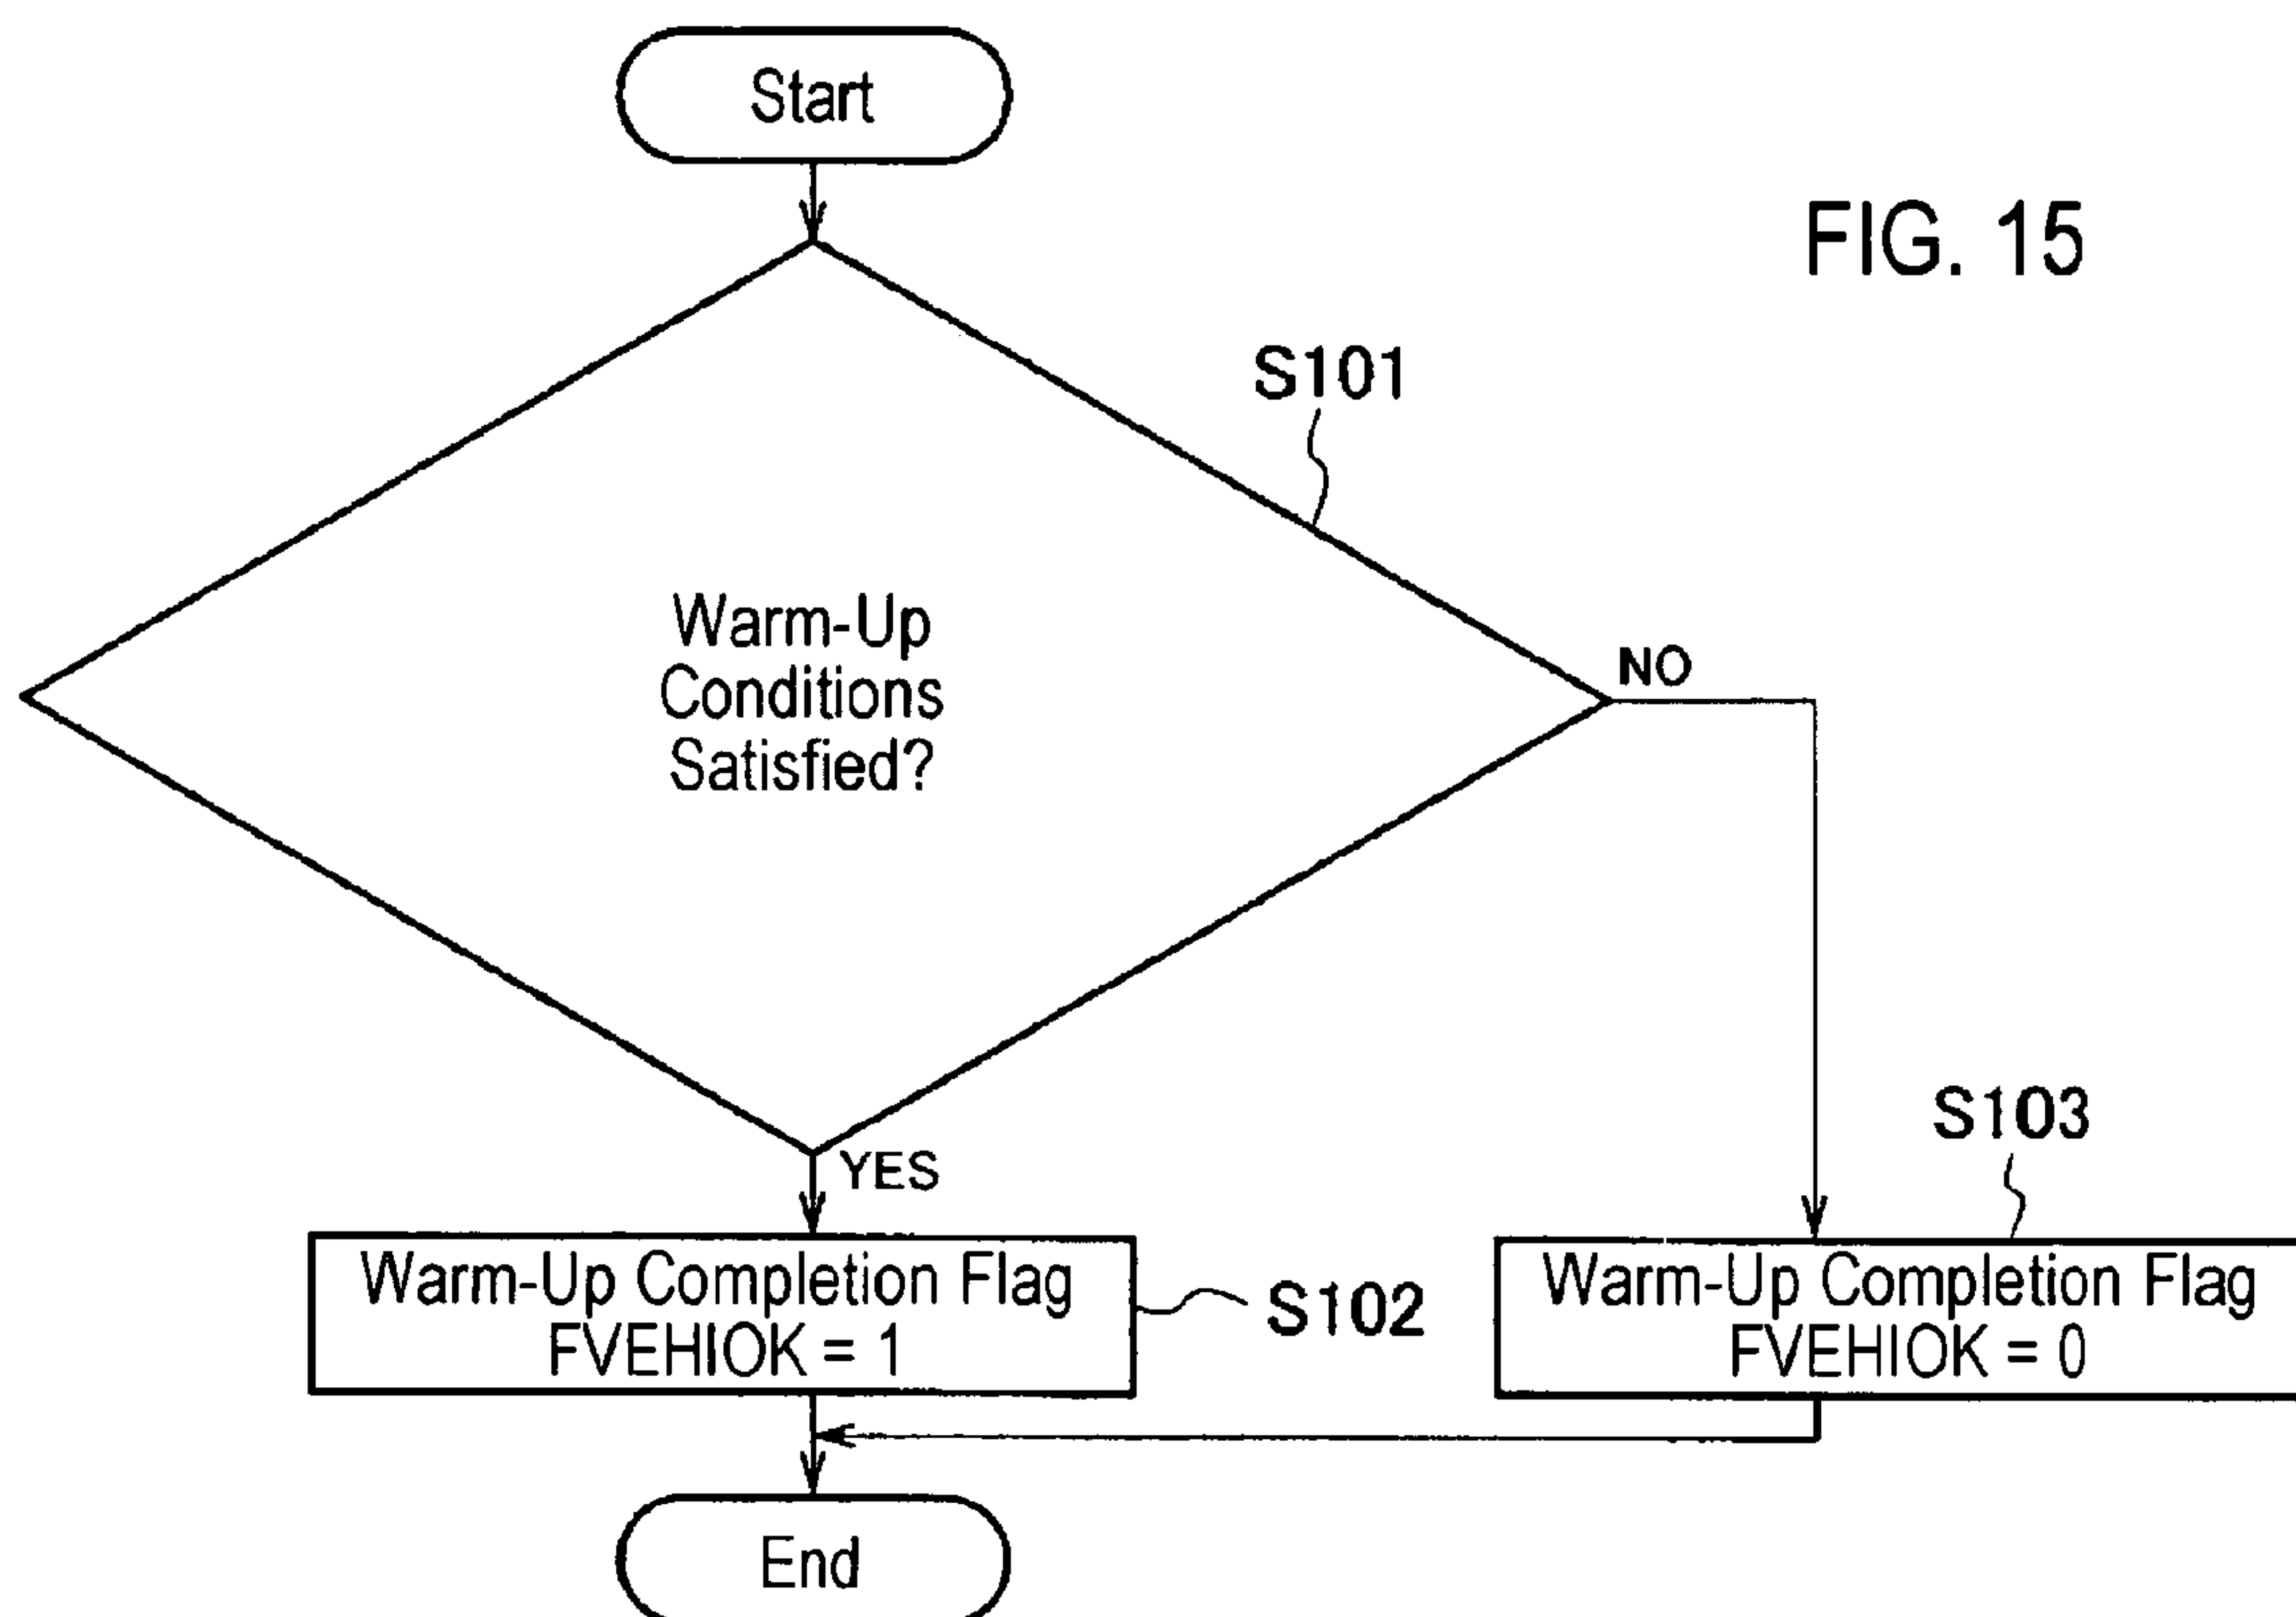 Start
FIG. 15
S101
Warm-Up
Conditions
Satisfied?
NO
YES
S103
Warm-Up Completion Flag
FVEHIOK = 1
S102
Warm-Up Completion Flag
FVEHIOK = 0
End